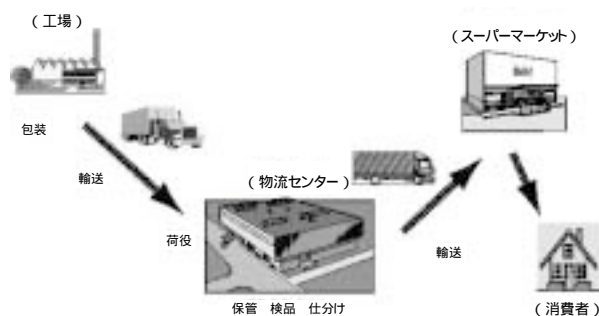 (工場)
(スーパーマーケット)
包装
輸送
(物流センター)
荷役
輸送
保管 検品 仕分け
(消費者)